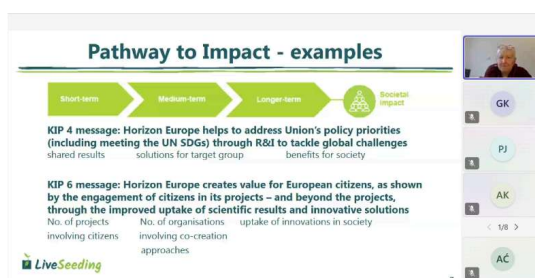 Pathway to Impact - examples
Short-term
Medium-term
Longer-term
Societal
impact
KIP 4 message: Horizon Europe helps to address Union's policy priorities
(including meeting the UN SDGs) through R&I to tackle global challenges
shared results solutions for target group benefits for society
KIP 6 message: Horizon Europe creates value for European citizens, as shown
by the engagement of citizens in its projects – and beyond the projects,
through the improved uptake of scientific results and innovative solutions
No. of projects No. of organisations uptake of innovations in society
involving citizens involving co-creation
approaches
LiveSeeding
GK
PJ
AK
< 1/8 >
AĆ